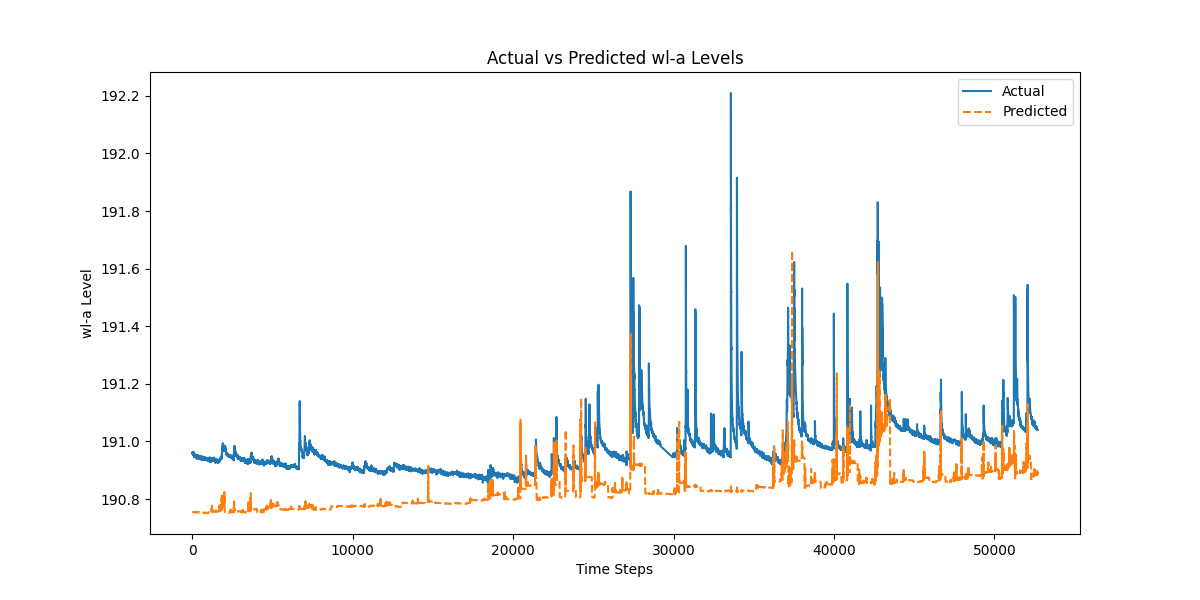 Actual vs Predicted wl-a Levels
Actual
Predicted
wl-a Level
192.2
192.0
191.8
191.6
191.4
191.2
191.0
190.8
0
10000
20000
30000
40000
50000
Time Steps